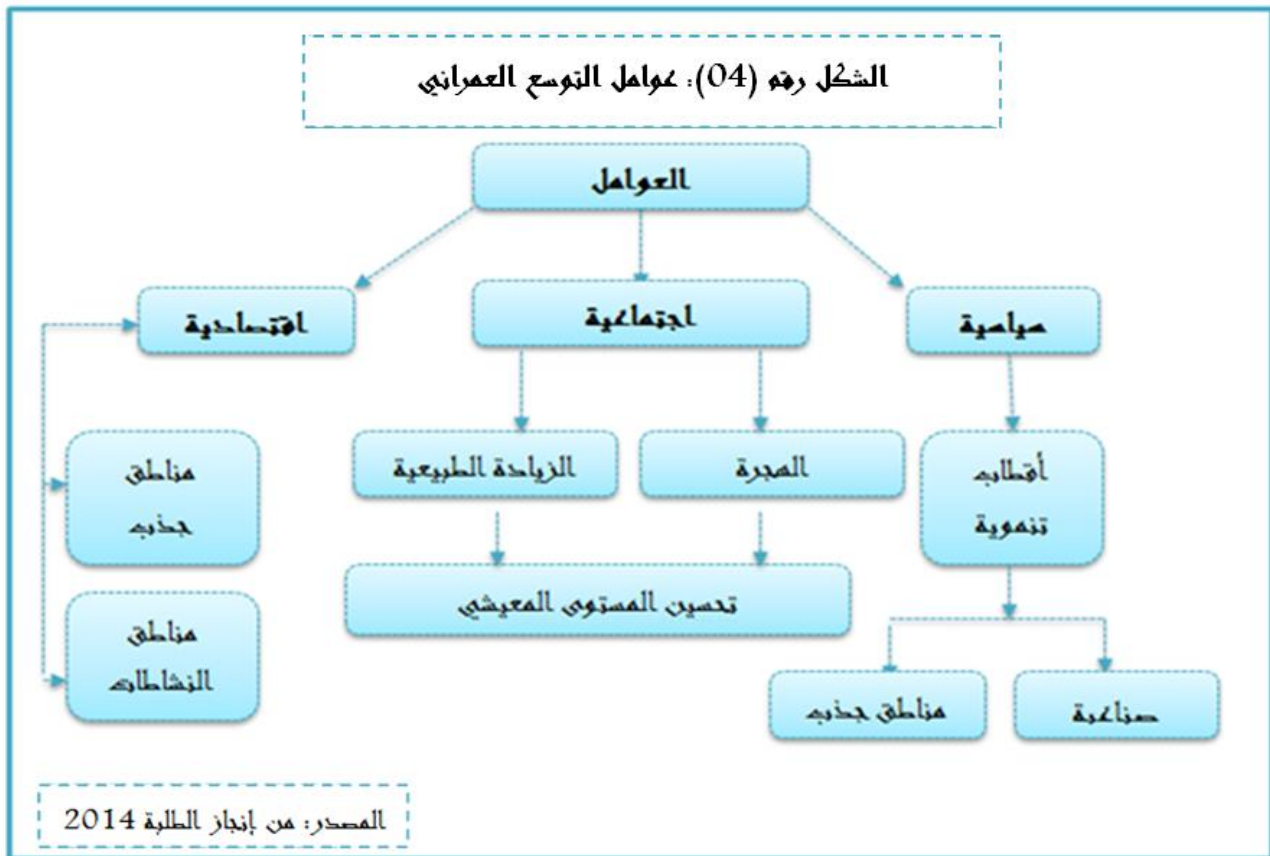 الشكل رقم (04): عوامل التوسع العمراني
العوامل
سياسية
اجتماعية
اقتصادية
أقطاب
تنموية
الهجرة
الزيادة الطبيعية
مناطق
جذب
تحسين المستوى المعيشي
مناطق
النشاطات
صناعية
مناطق جذب
المصدر: من إنجاز الطلبة 2014